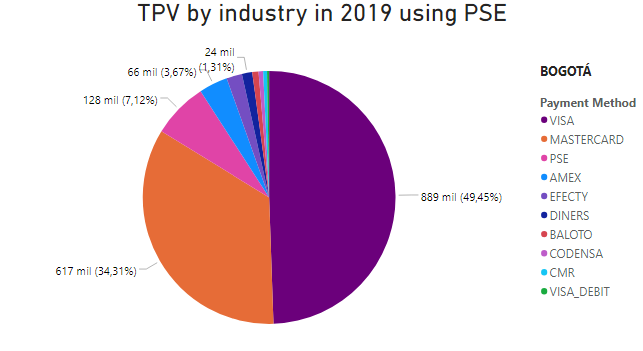 TPV by industry in 2019 using PSE
24 mil
(1,31%)
66 mil (3,67%)
128 mil (7,12%)
889 mil (49,45%)
617 mil (34,31%)
BOGOTÁ
Payment Method
VISA
MASTERCARD
PSE
AMEX
EFECTY
DINERS
BALOTO
CODENSA
CMR
VISA_DEBIT